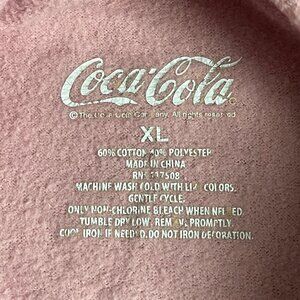 Coca-Cola
© The Coca-Cola Company. All rights reserved.
XL
60% COTTON 40% POLYESTER
MADE IN CHINA
MACHINE WASH COLD WITH LIKE COLORS.
GENTLE CYCLE.
ONLY NON-CHLORINE BLEACH WHEN NEEDED
TUMBLE DRY LOW. REMOVE PROMPTLY.
COOL IRON IF NEEDED. DO NOT IRON DECORATION.